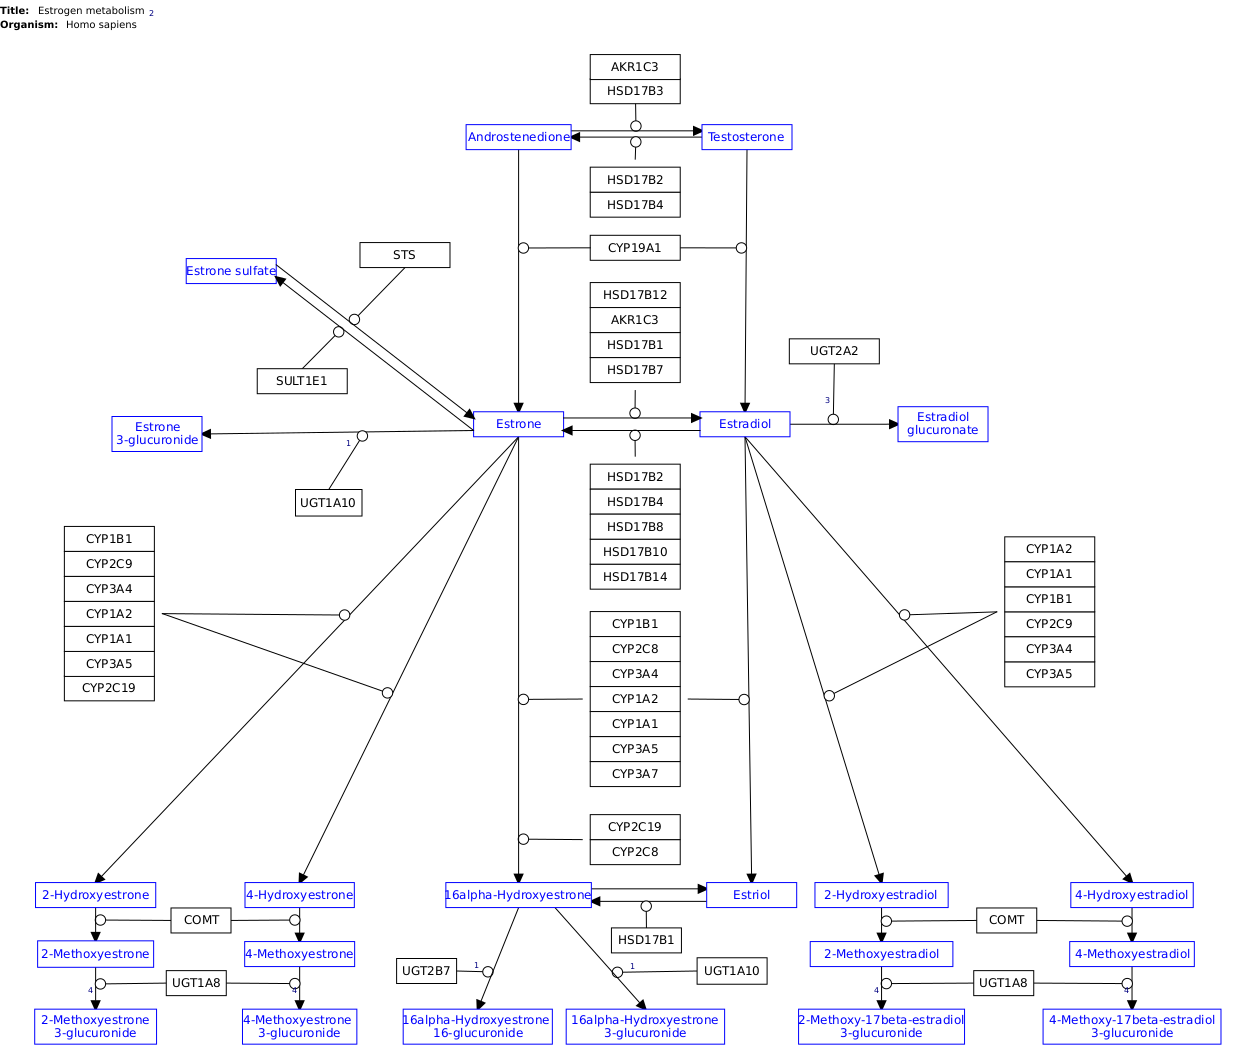 Title: Estrogen metabolism 2
Organism: Homo sapiens
AKR1C3
HSD17B3
Androstenedione
Testosterone
HSD17B2
HSD17B4
CYP19A1
STS
Estrone sulfate
HSD17B12
AKR1C3
HSD17B1
HSD17B7
UGT2A2
SULT1E1
3
Estrone
3-glucuronide
Estrone
Estradiol
Estradiol
glucuronate
1
UGT1A10
HSD17B2
HSD17B4
HSD17B8
HSD17B10
HSD17B14
CYP1B1
CYP2C9
CYP3A4
CYP1A2
CYP1A1
CYP3A5
CYP2C19
CYP1A2
CYP1A1
CYP1B1
CYP2C9
CYP3A4
CYP3A5
CYP1B1
CYP2C8
CYP3A4
CYP1A2
CYP1A1
CYP3A5
CYP3A7
CYP2C19
CYP2C8
2-Hydroxyestrone
4-Hydroxyestrone
16alpha-Hydroxyestrone
Estriol
2-Hydroxyestradiol
4-Hydroxyestradiol
COMT
HSD17B1
COMT
2-Methoxyestrone
4-Methoxyestrone
2-Methoxyestradiol
4-Methoxyestradiol
UGT2B7
1
1
UGT1A10
4
UGT1A8
4
4
UGT1A8
4
2-Methoxyestrone
3-glucuronide
4-Methoxyestrone
3-glucuronide
16alpha-Hydroxyestrone
16-glucuronide
16alpha-Hydroxyestrone
3-glucuronide
2-Methoxy-17beta-estradiol
3-glucuronide
4-Methoxy-17beta-estradiol
3-glucuronide